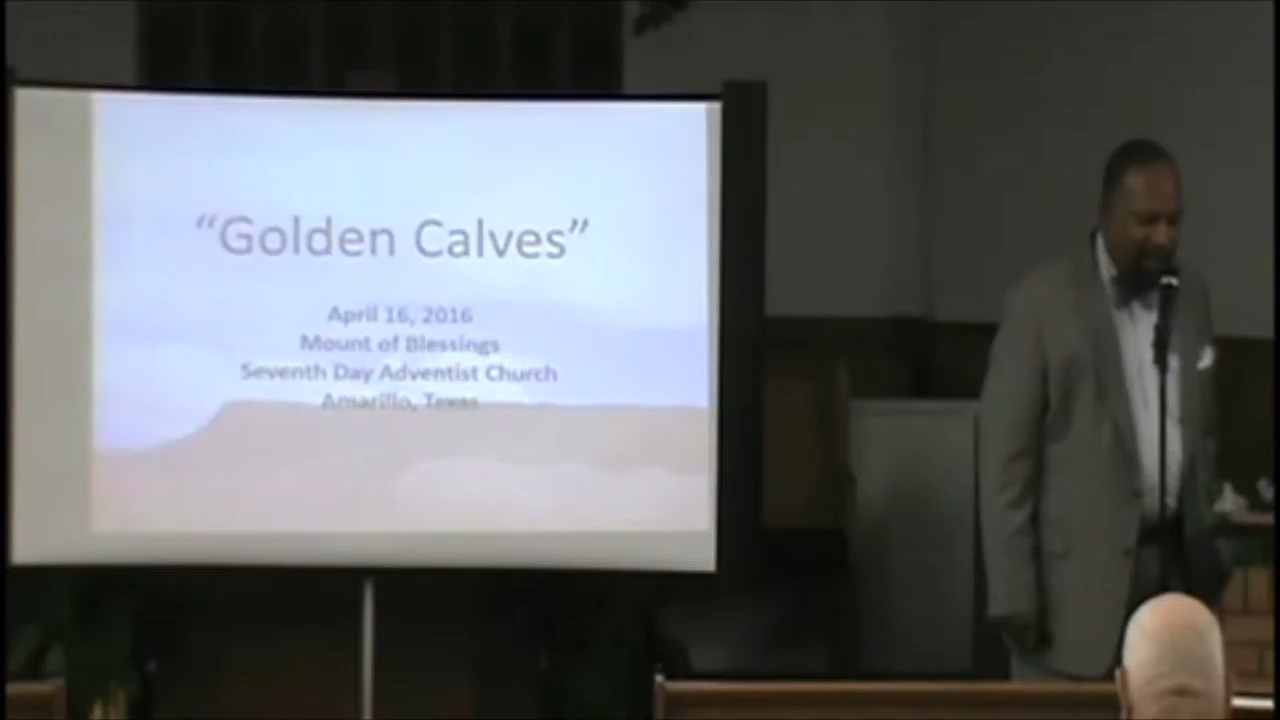 “Golden Calves”
April 16, 2016
Mount of Blessings
Seventh Day Adventist Church
Amarillo, Texas